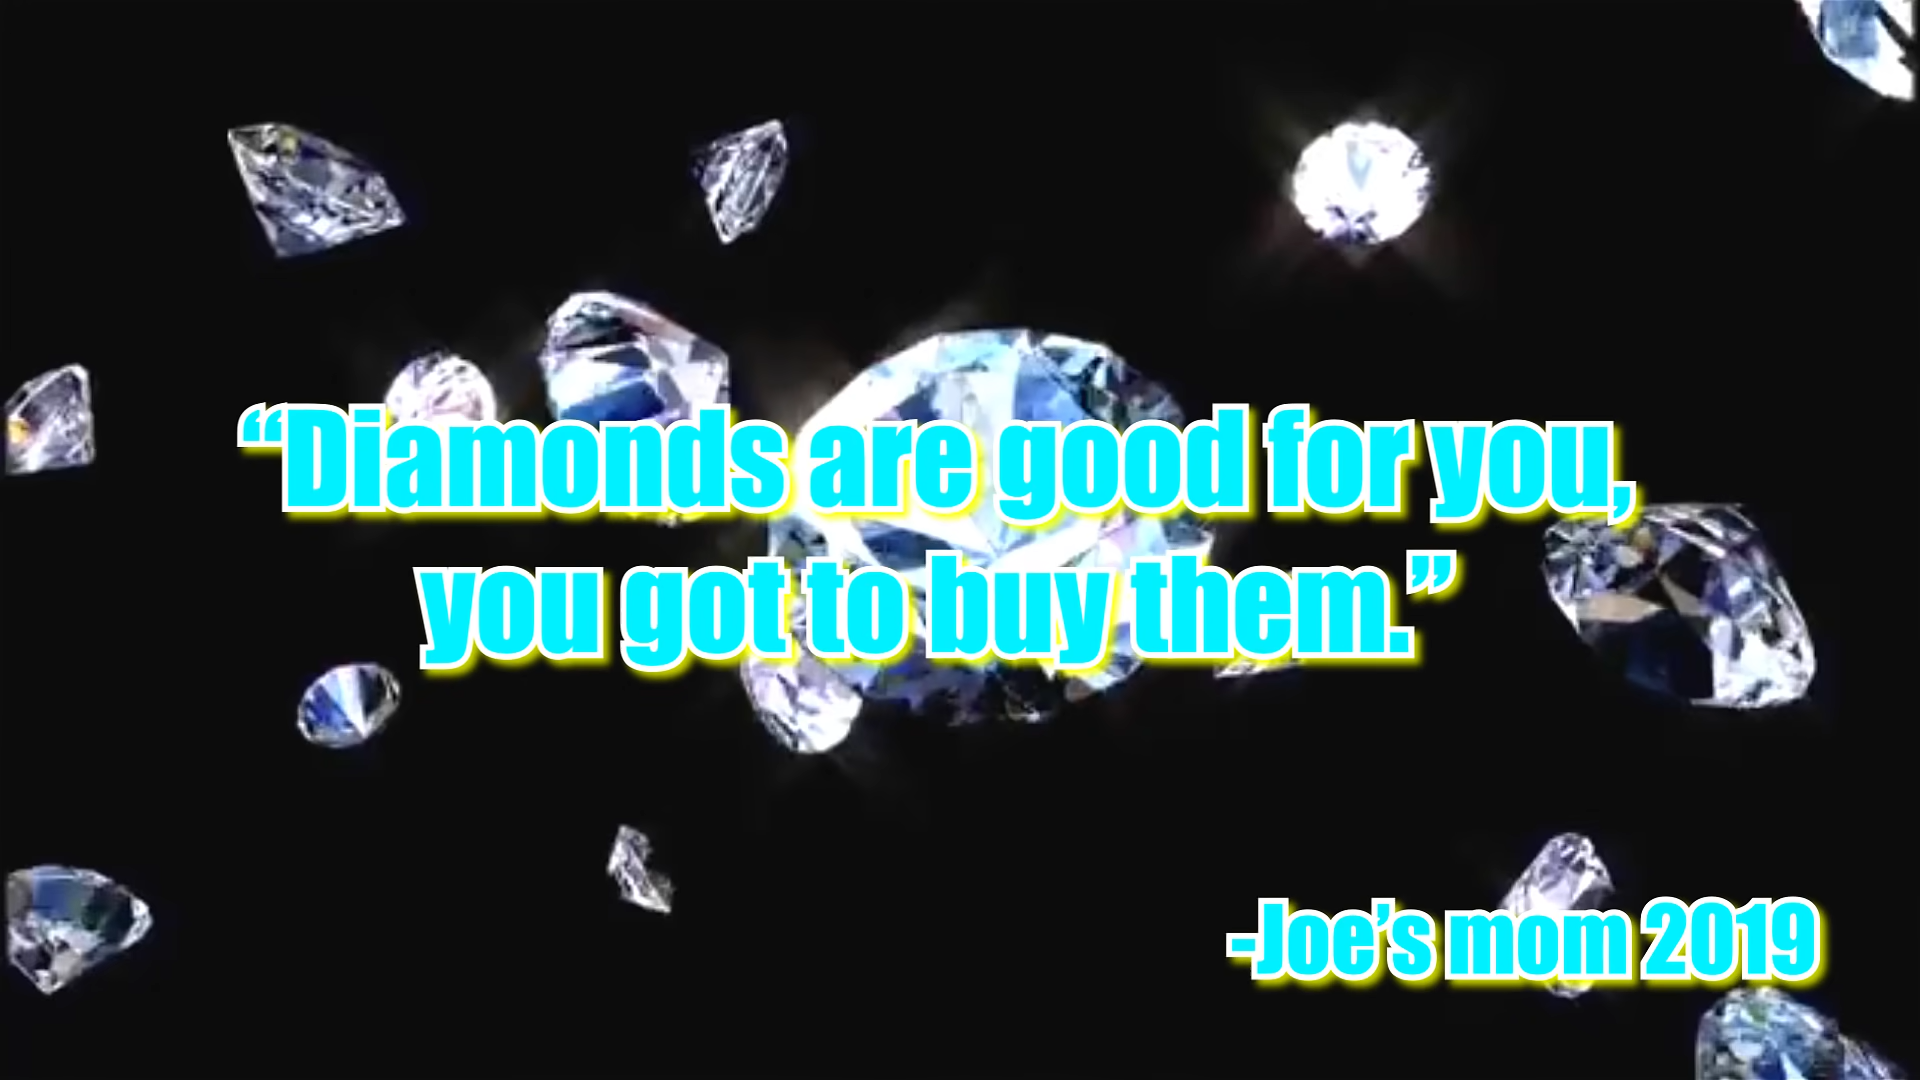 “Diamonds are good for you,
you got to buy them.”
-Joe’s mom 2019